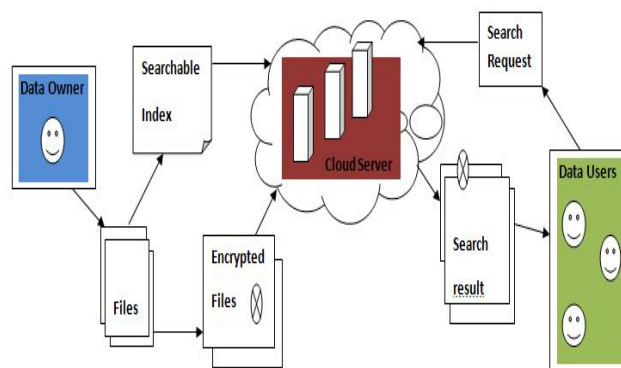 Data Owner
Searchable
Index
Cloud Server
Search
Request
Data Users
Files
Encrypted
Files
Search
result